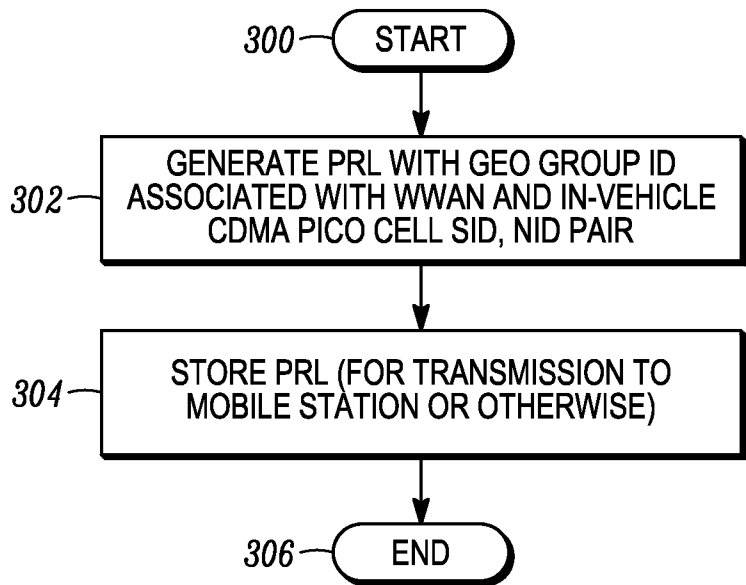 300
START
302
GENERATE PRL WITH GEO GROUP ID
ASSOCIATED WITH WWAN AND IN-VEHICLE
CDMA PICO CELL SID, NID PAIR
304
STORE PRL (FOR TRANSMISSION TO
MOBILE STATION OR OTHERWISE)
306
END